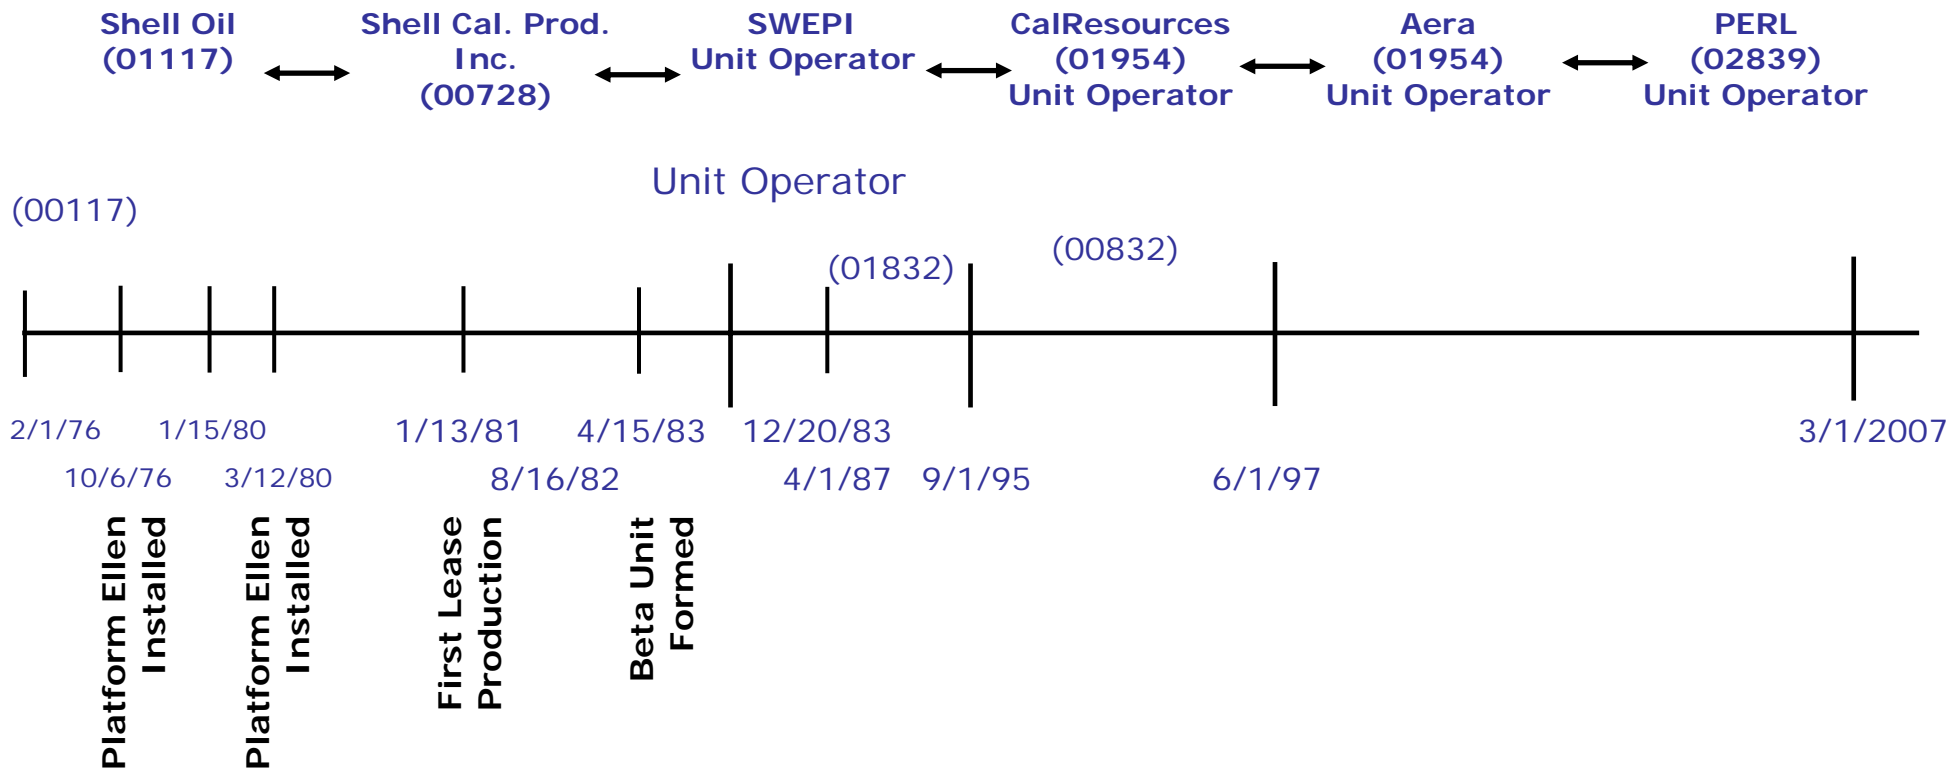 Shell Oil
(01117)
Shell Cal. Prod.
Inc.
(00728)
SWEPI
Unit Operator
CalResources
(01954)
Unit Operator
Aera
(01954)
Unit Operator
PERL
(02839)
Unit Operator
Unit Operator
(00117)
(01832)
(00832)
2/1/76
1/15/80
1/13/81
4/15/83
12/20/83
3/1/2007
10/6/76
3/12/80
8/16/82
4/1/87
9/1/95
6/1/97
Platform Ellen
Installed
Platform Ellen
Installed
First Lease
Production
Beta Unit
Formed